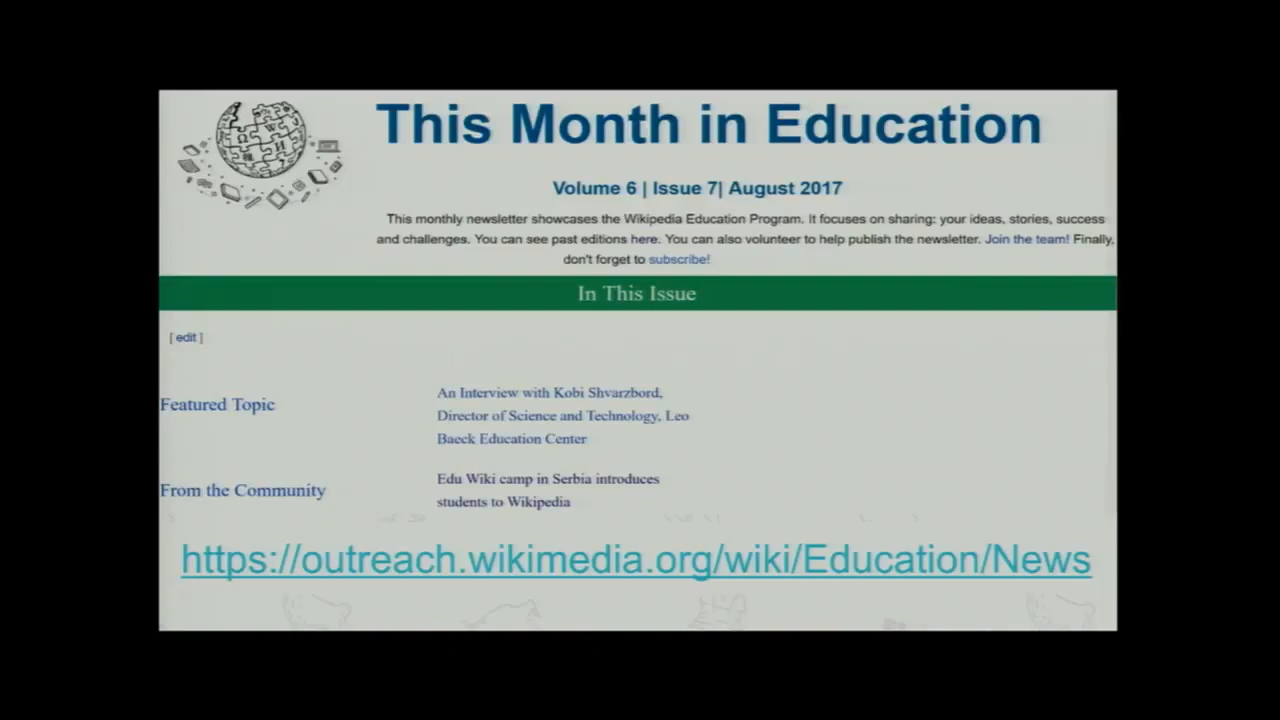 This Month in Education
Volume 6 | Issue 7| August 2017
This monthly newsletter showcases the Wikipedia Education Program. It focuses on sharing: your ideas, stories, success
and challenges. You can see past editions here. You can also volunteer to help publish the newsletter. Join the team! Finally,
don't forget to subscribe!
In This Issue
[ edit ]
Featured Topic
An Interview with Kobi Shvarzbord,
Director of Science and Technology, Leo
Baeck Education Center
From the Community
Edu Wiki camp in Serbia introduces
students to Wikipedia
https://outreach.wikimedia.org/wiki/Education/News